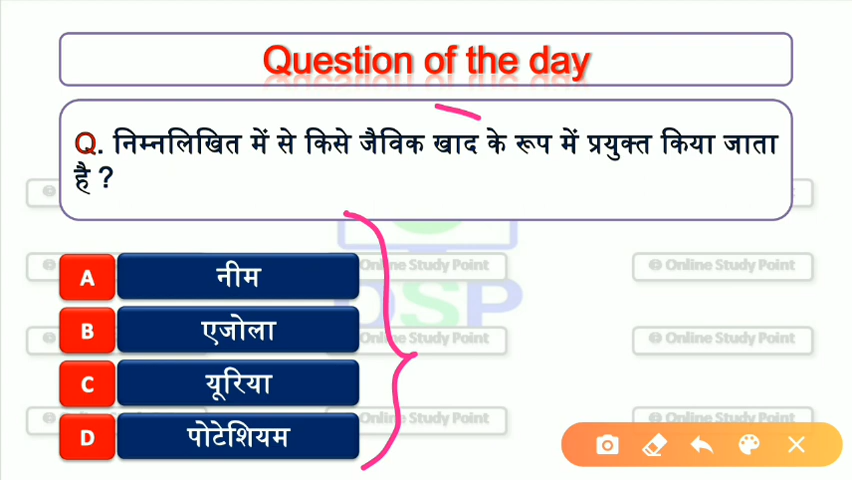 Question of the day
Q. निम्नलिखित में से किसे जैविक खाद के रूप में प्रयुक्त किया जाता
है ?
A नीम
Online Study Point
Online Study Point
B एजोला
OSP
Online Study Point
Online Study Point
C यूरिया
D पोटेशियम
Online Study Point
Online Study Point